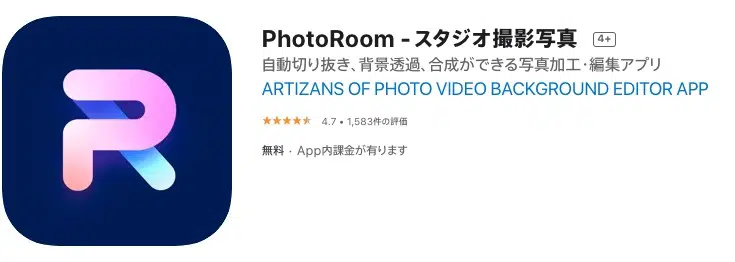 PhotoRoom - スタジオ撮影写真 4+
自動切り抜き、背景透過、合成ができる写真加工・編集アプリ
ARTIZANS OF PHOTO VIDEO BACKGROUND EDITOR APP
★★★★★ 4.7 • 1,583件の評価
無料 · App内課金が有ります